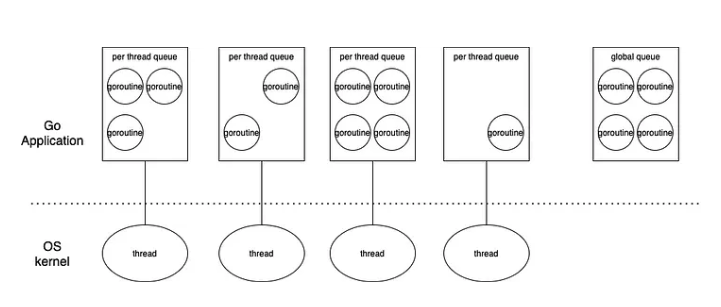 per thread queue
goroutine goroutine
goroutine
per thread queue
goroutine
goroutine
per thread queue
goroutine goroutine
goroutine goroutine
per thread queue
goroutine
global queue
goroutine goroutine
goroutine goroutine
Go
Application
OS
kernel
thread
thread
thread
thread